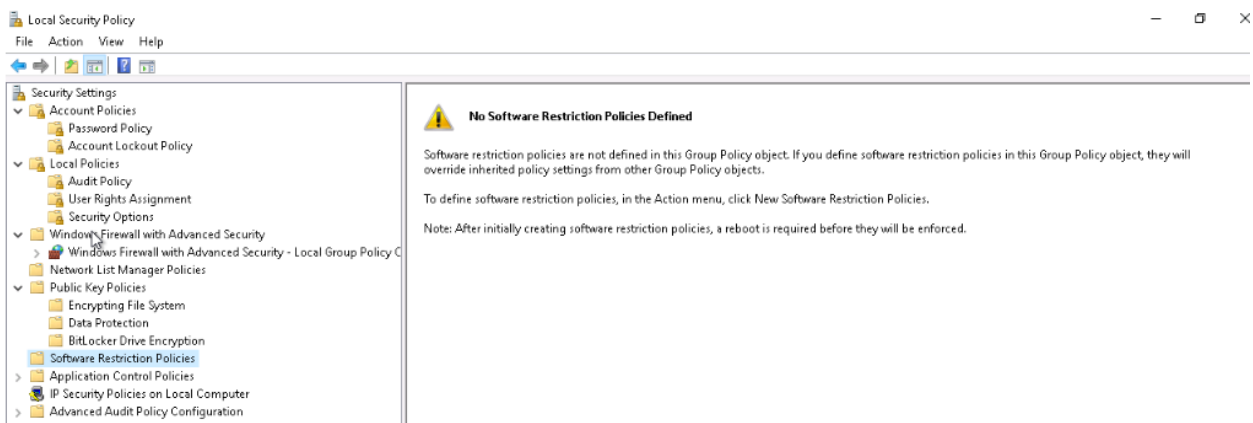 Local Security Policy
File Action View Help
Security Settings
Account Policies
Password Policy
Account Lockout Policy
Local Policies
Audit Policy
User Rights Assignment
Security Options
Windows Firewall with Advanced Security
Windows Firewall with Advanced Security - Local Group Policy O
Network List Manager Policies
Public Key Policies
Encrypting File System
Data Protection
BitLocker Drive Encryption
Software Restriction Policies
Application Control Policies
IP Security Policies on Local Computer
Advanced Audit Policy Configuration
No Software Restriction Policies Defined
Software restriction policies are not defined in this Group Policy object. If you define software restriction policies in this Group Policy object, they will
override inherited policy settings from other Group Policy objects.
To define software restriction policies, in the Action menu, click New Software Restriction Policies.
Note: After initially creating software restriction policies, a reboot is required before they will be enforced.